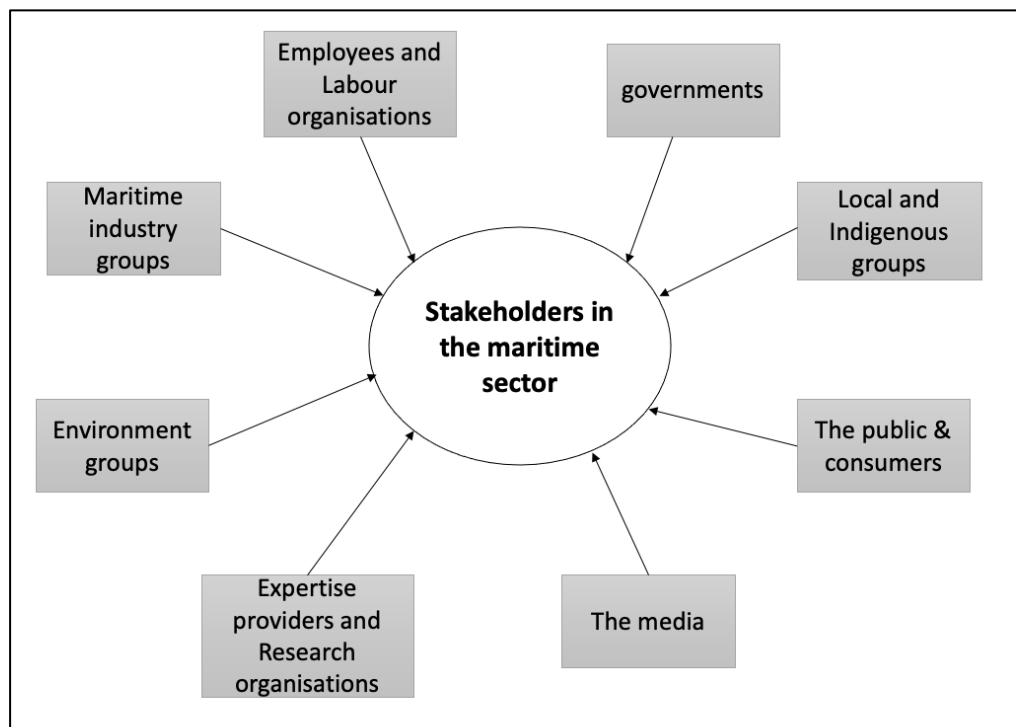 Employees and
Labour
organisations
governments
Maritime
industry
groups
Local and
Indigenous
groups
Stakeholders in
the maritime
sector
Environment
groups
The public &
consumers
Expertise
providers and
Research
organisations
The media